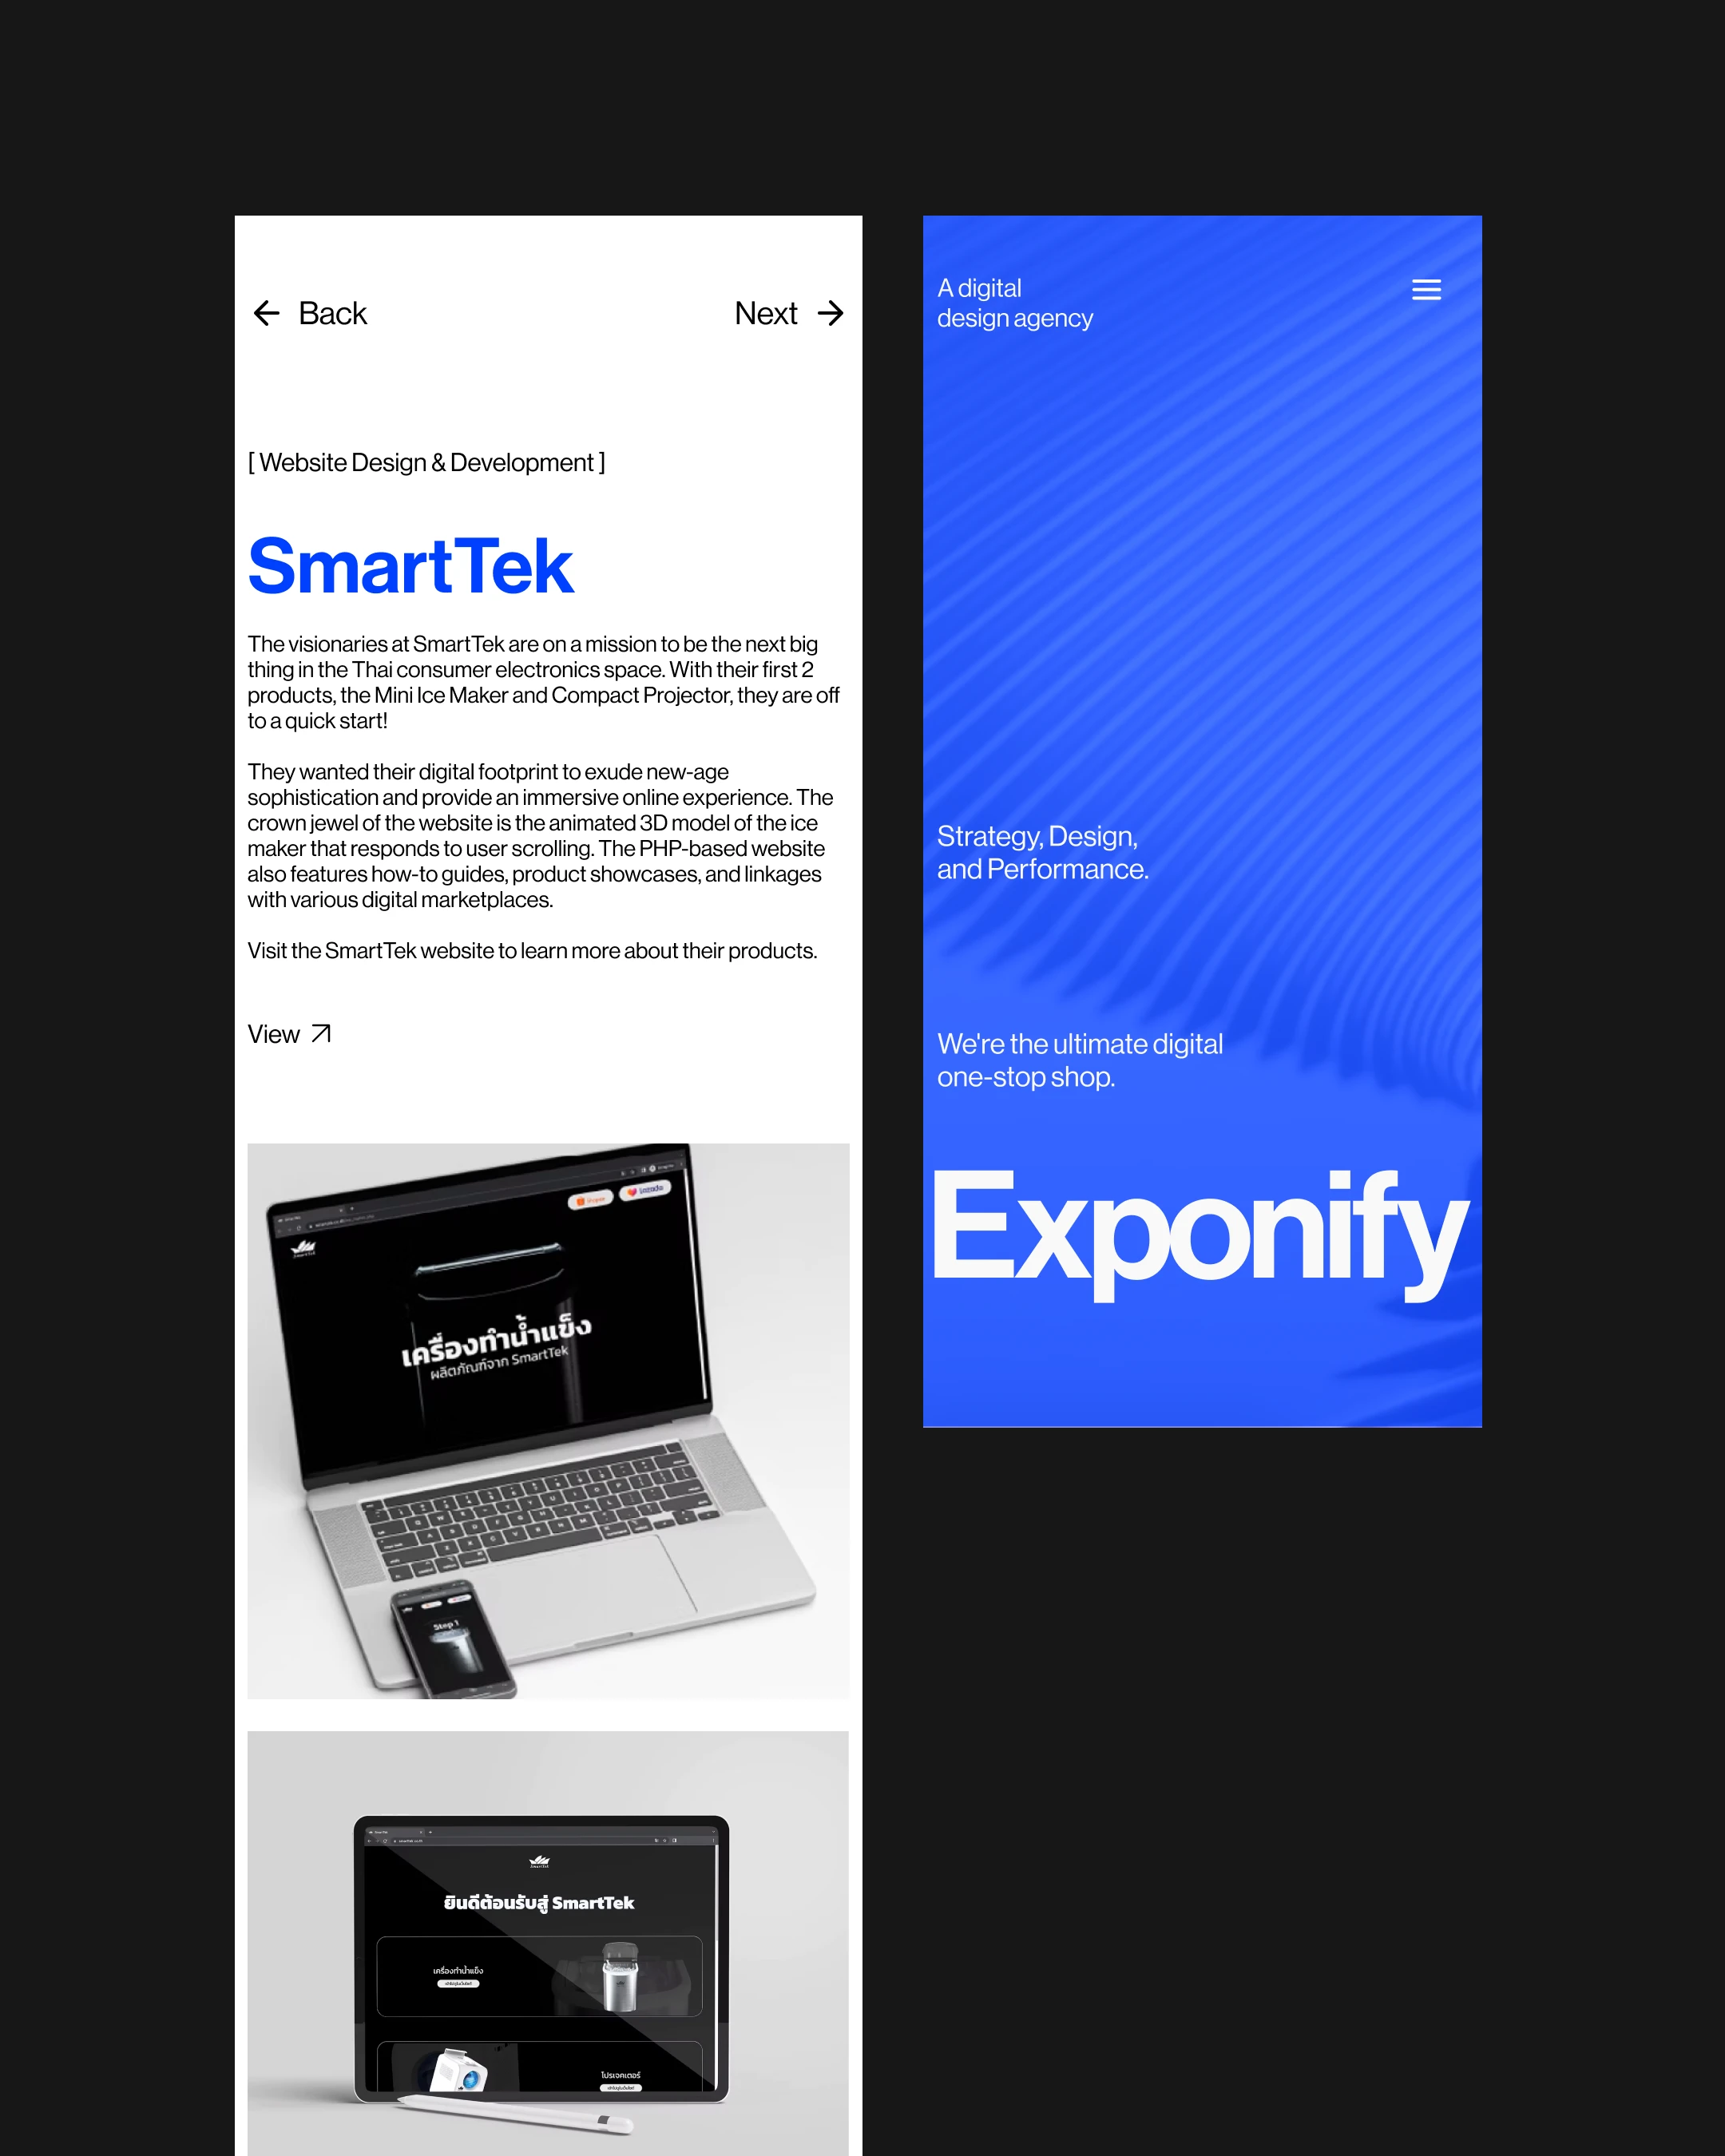 ← Back
Next →
[ Website Design & Development ]
SmartTek
The visionaries at SmartTek are on a mission to be the next big
thing in the Thai consumer electronics space. With their first 2
products, the Mini Ice Maker and Compact Projector, they are off
to a quick start!
They wanted their digital footprint to exude new-age
sophistication and provide an immersive online experience. The
crown jewel of the website is the animated 3D model of the ice
maker that responds to user scrolling. The PHP-based website
also features how-to guides, product showcases, and linkages
with various digital marketplaces.
Visit the SmartTek website to learn more about their products.
View
Lazada
เครื่องทำน้ำแข็ง
ผลิตภัณฑ์จาก SmartTek
Step 1
ยินดีต้อนรับสู่ SmartTek
เครื่องทำน้ำแข็ง
โปรเจคเตอร์
A digital
design agency
Strategy, Design,
and Performance.
We're the ultimate digital
one-stop shop.
Exponify